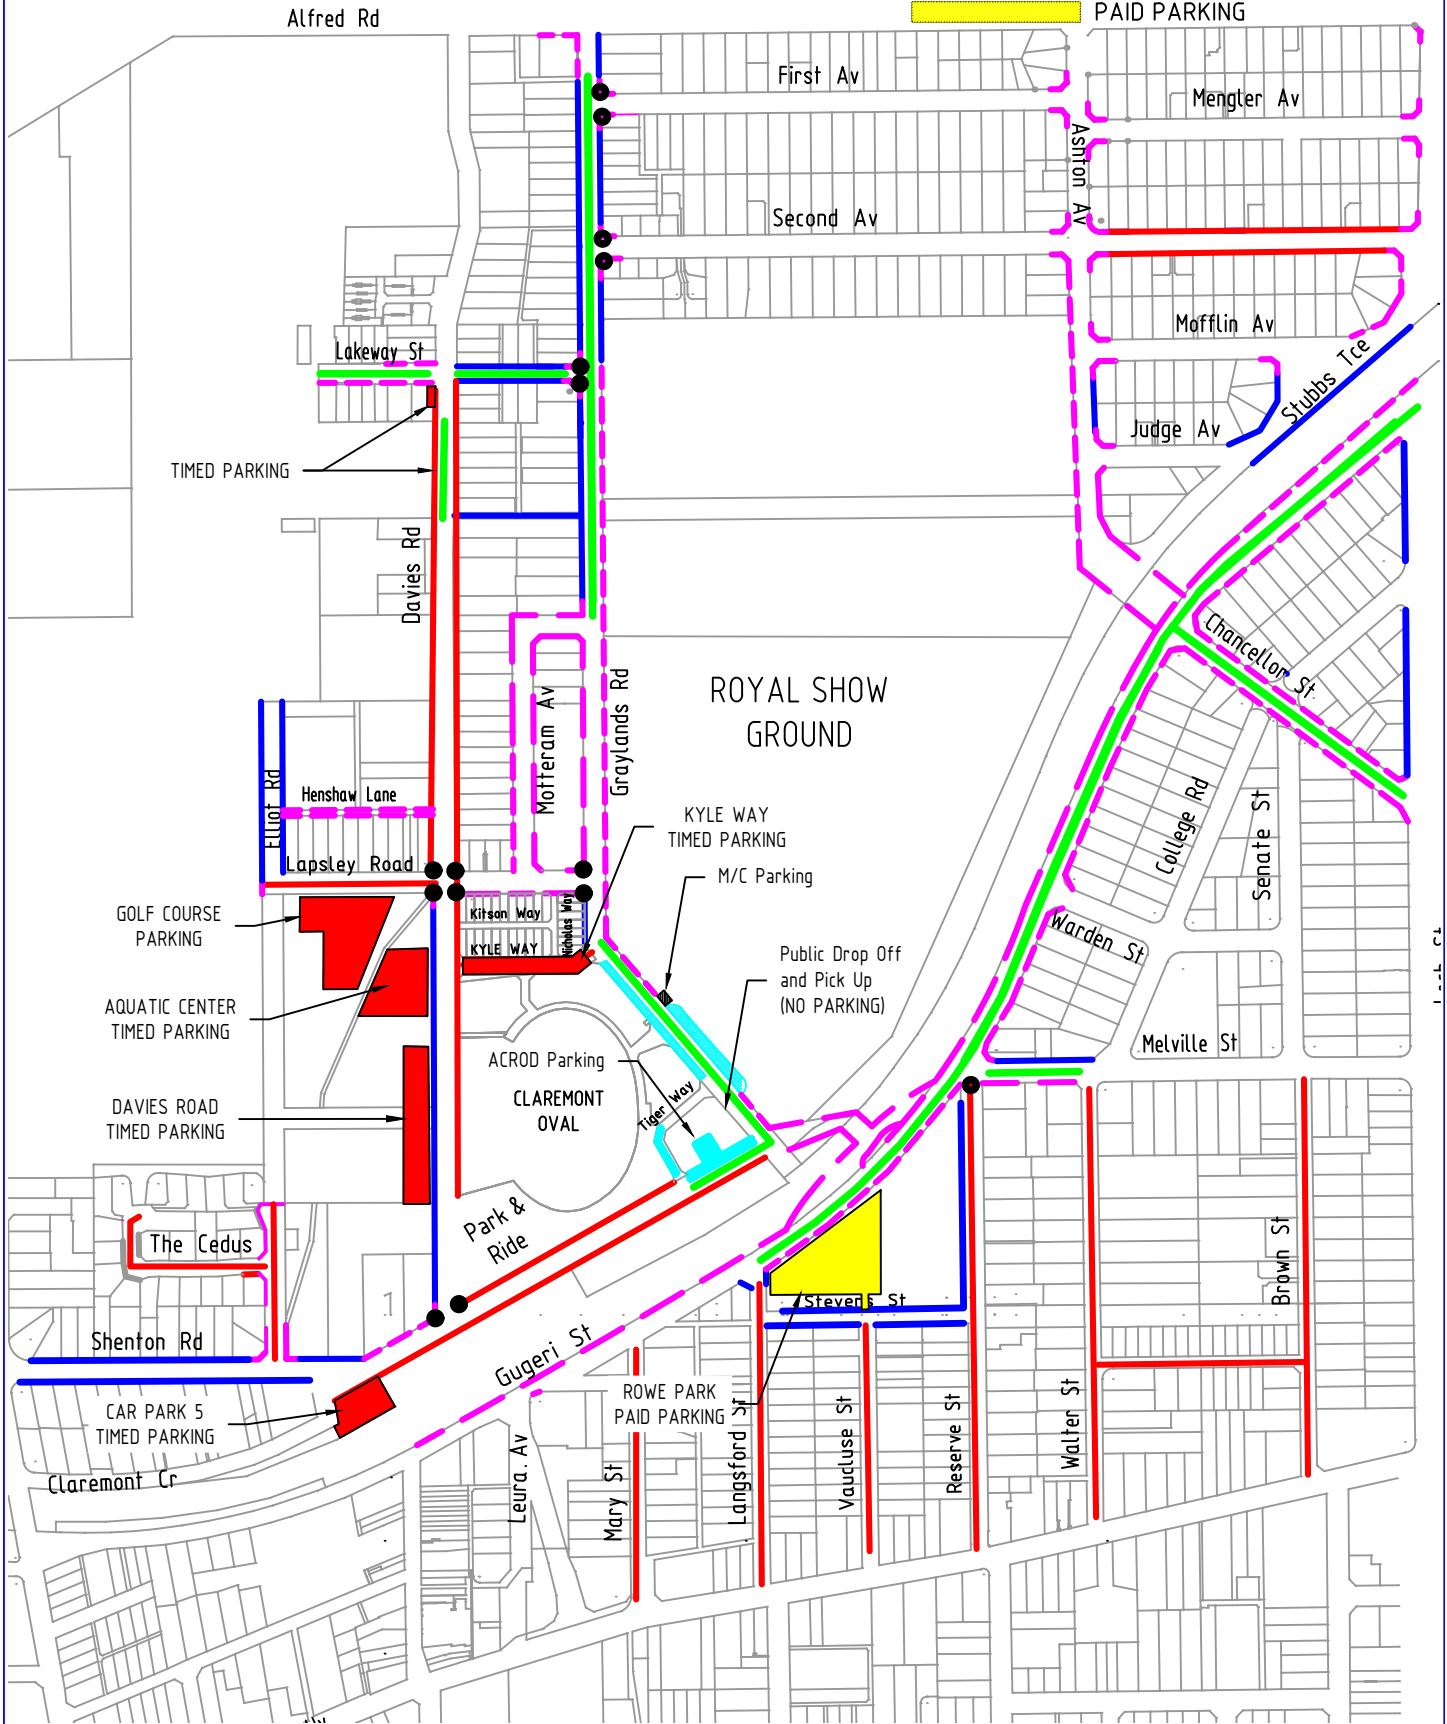 PAID PARKING
Alfred Rd
First Av
Mengler Av
Ashton Av
Second Av
Mofflin Av
Lakeway St
Stubbs Tce
Judge Av
TIMED PARKING
Davies Rd
Chancellor St
ROYAL SHOW
GROUND
Motteram Av
Graylands Rd
Elliot Rd
Henshaw Lane
College Rd
Senate St
KYLE WAY
TIMED PARKING
Lapsley Road
M/C Parking
GOLF COURSE
PARKING
Kitson Way
Nicholas Way
KYLE WAY
Warden St
Public Drop Off
and Pick Up
(NO PARKING)
AQUATIC CENTER
TIMED PARKING
Melville St
ACROD Parking
CLAREMONT
OVAL
Tiger Way
DAVIES ROAD
TIMED PARKING
Park &
Ride
The Cedus
Brown St
Stevens St
Shenton Rd
Gugeri St
ROWE PARK
PAID PARKING
CAR PARK 5
TIMED PARKING
Claremont Cr
Leura. Av
Mary St
Langsford St
Vaucluse St
Reserve St
Walter St